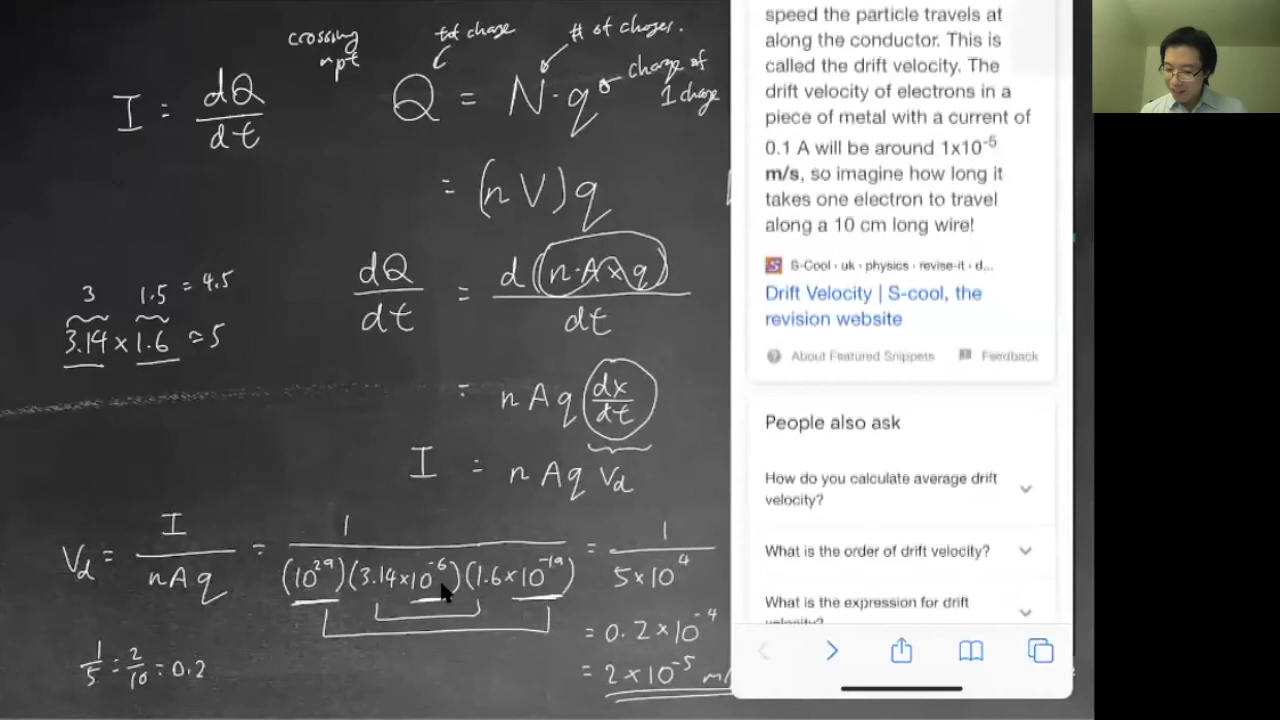 crossing
a pt
I = dQ/dt
tot charge
# of charges.
Q = N · q
charge of
1 charge
= (n V) q
dQ/dt = d(n·A x q)/dt
3 1.5 = 4.5
3.14 x 1.6 ≈ 5
= n A q dx/dt
I = n A q Vd
Vd = I/nAq = 1/(10²⁹)(3.14x10⁻⁶)(1.6x10⁻¹⁹) = 1/5x10⁴
= 0.2 x 10⁻⁴
= 2 x 10⁻⁵ m/
1/5 = 2/10 = 0.2
speed the particle travels at
along the conductor. This is
called the drift velocity. The
drift velocity of electrons in a
piece of metal with a current of
0.1 A will be around 1x10⁻⁵
m/s, so imagine how long it
takes one electron to travel
along a 10 cm long wire!
S-Cool › uk › physics › revise-it › d...
Drift Velocity | S-cool, the
revision website
About Featured Snippets Feedback
People also ask
How do you calculate average drift
velocity?
What is the order of drift velocity?
What is the expression for drift
velocity?